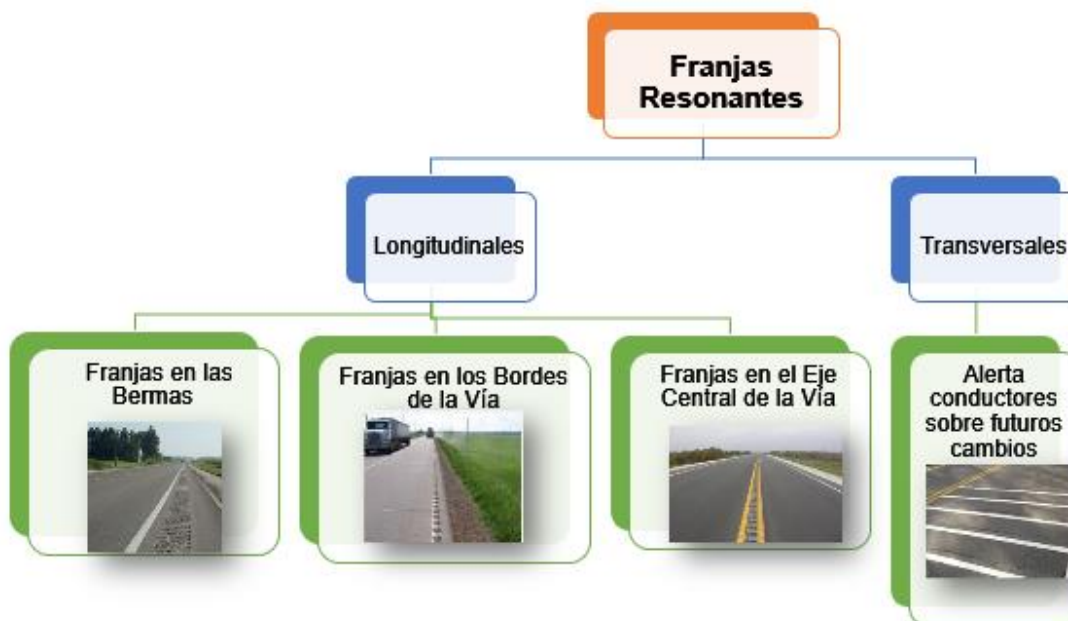 Franjas
Resonantes
Longitudinales
Transversales
Franjas en las
Bermas
Franjas en los Bordes
de la Vía
Franjas en el Eje
Central de la Vía
Alerta
conductores
sobre futuros
cambios